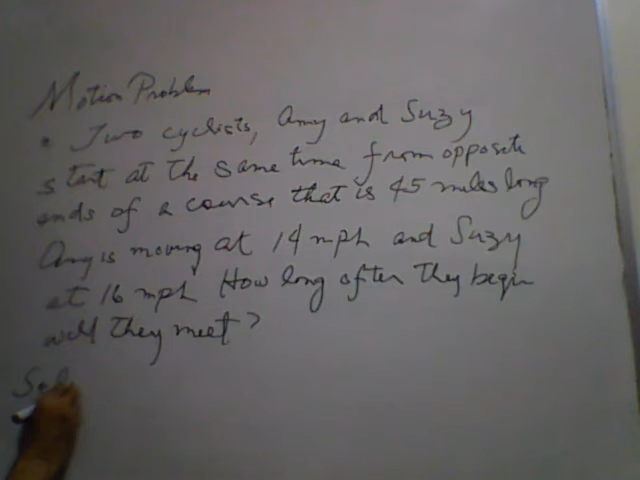 Motion Problem
• Two cyclists, Amy and Suzy
start at the same time from opposite
ends of a course that is 45 miles long
Amy is moving at 14 mph and Suzy
at 16 mph How long after they begin
will they meet?
Sol